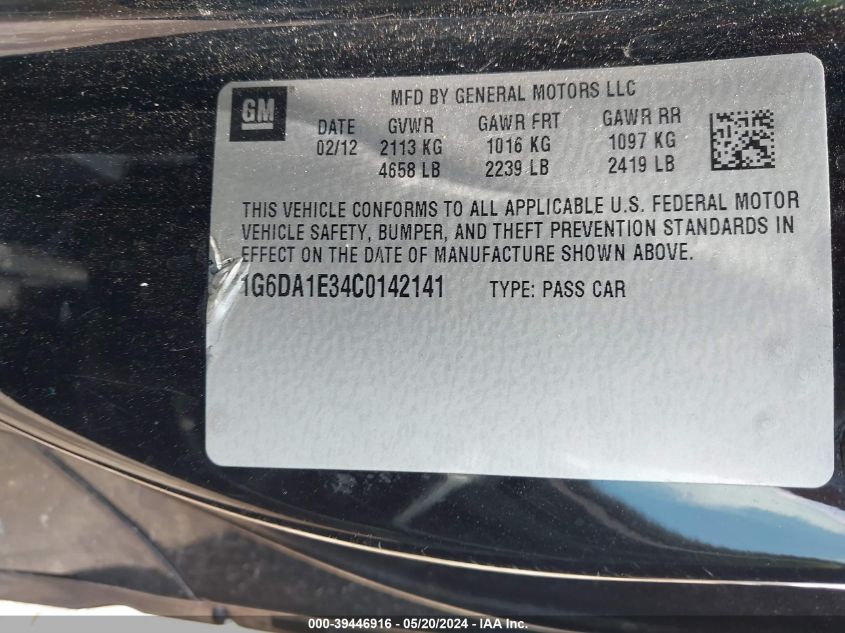 GM
MFD BY GENERAL MOTORS LLC
DATE GVWR GAWR FRT GAWR RR
02/12 2113 KG 1016 KG 1097 KG
4658 LB 2239 LB 2419 LB
THIS VEHICLE CONFORMS TO ALL APPLICABLE U.S. FEDERAL MOTOR
VEHICLE SAFETY, BUMPER, AND THEFT PREVENTION STANDARDS IN
EFFECT ON THE DATE OF MANUFACTURE SHOWN ABOVE.
1G6DA1E34C0142141 TYPE: PASS CAR
000-39446916 - 05/20/2024 - IAA Inc.